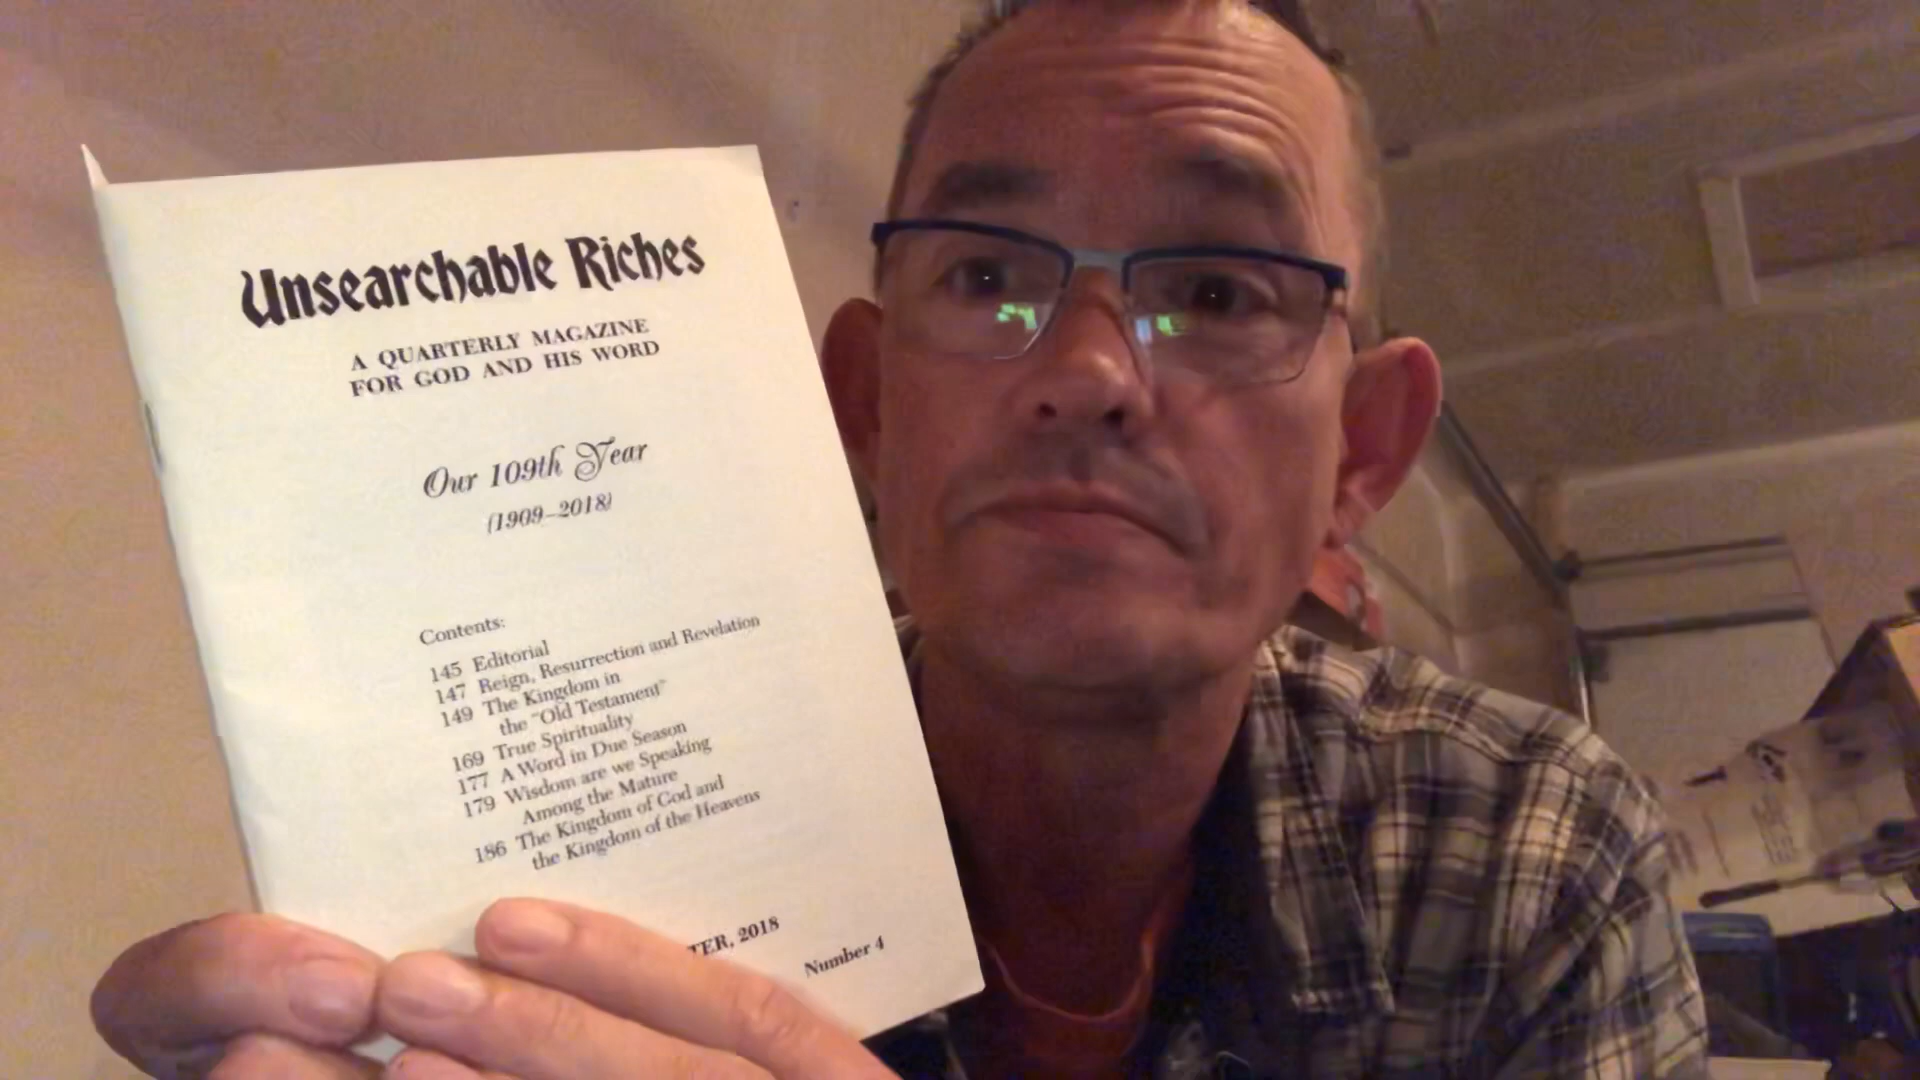 Unsearchable Riches
A QUARTERLY MAGAZINE
FOR GOD AND HIS WORD
Our 109th Year
(1909–2018)
Contents:
145 Editorial
147 Reign, Resurrection and Revelation
149 The Kingdom in
the "Old Testament"
169 True Spirituality
177 A Word in Due Season
179 Wisdom are we Speaking
Among the Mature
186 The Kingdom of God and
the Kingdom of the Heavens
TER, 2018
Number 4